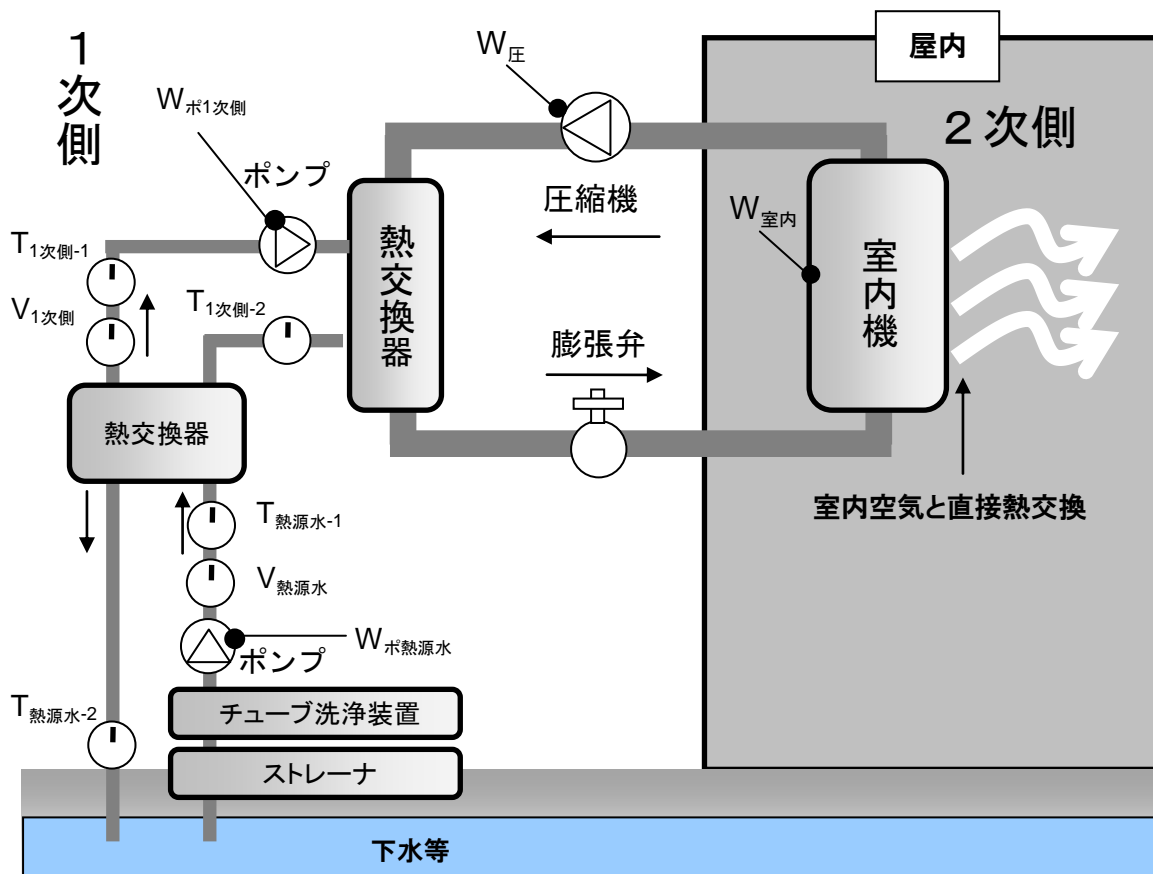 1次側
W圧
屋内
Wポ1次側
2次側
ポンプ
圧縮機
T1次側-1
熱交換器
W室内
室内機
V1次側
T1次側-2
膨張弁
熱交換器
室内空気と直接熱交換
T熱源水-1
V熱源水
Wポ熱源水
ポンプ
T熱源水-2
チューブ洗浄装置
ストレーナ
下水等